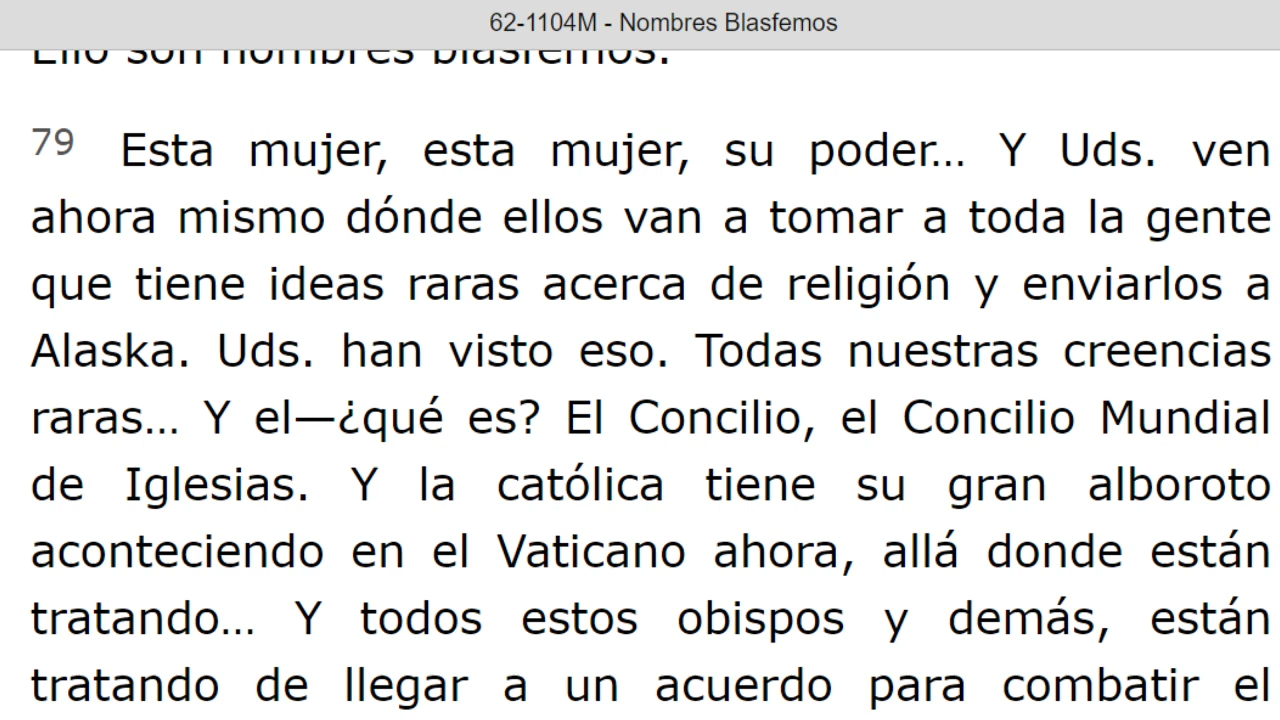 62-1104M - Nombres Blasfemos
Ello son nombres blasfemos.
79 Esta mujer, esta mujer, su poder… Y Uds. ven
ahora mismo dónde ellos van a tomar a toda la gente
que tiene ideas raras acerca de religión y enviarlos a
Alaska. Uds. han visto eso. Todas nuestras creencias
raras… Y el—¿qué es? El Concilio, el Concilio Mundial
de Iglesias. Y la católica tiene su gran alboroto
aconteciendo en el Vaticano ahora, allá donde están
tratando… Y todos estos obispos y demás, están
tratando de llegar a un acuerdo para combatir el